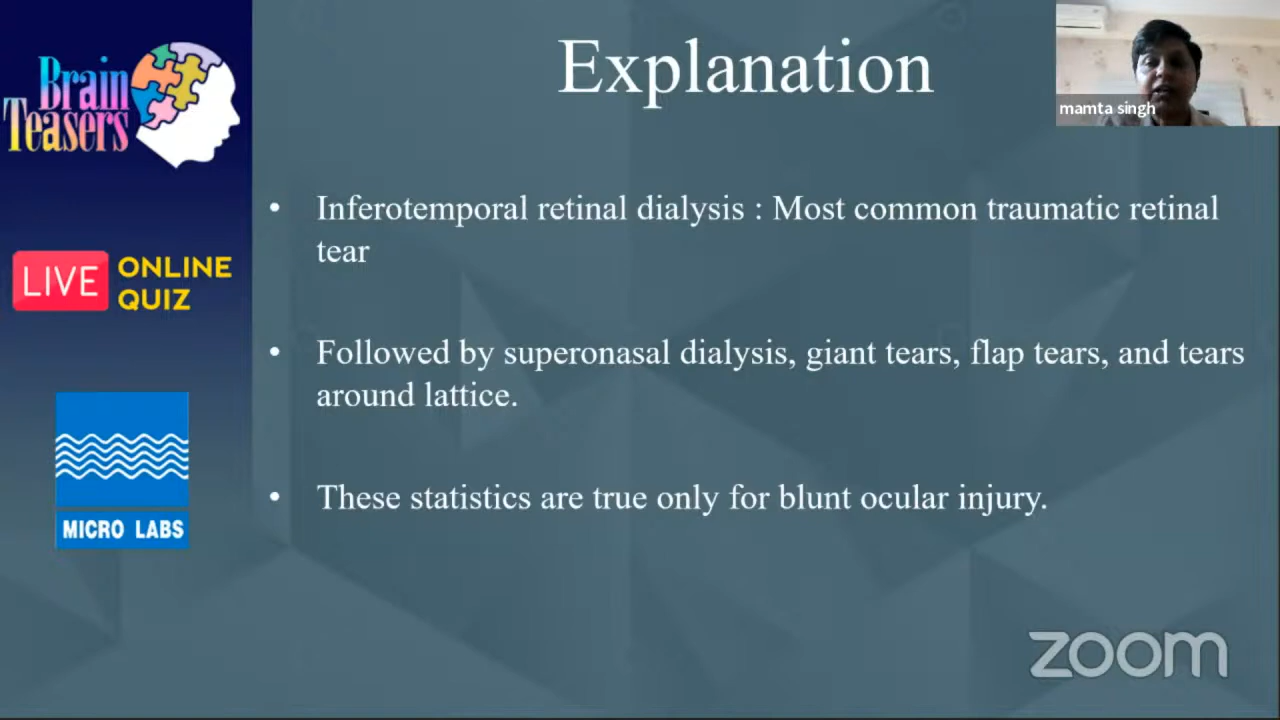 Explanation
mamta singh
Brain
Teasers
LIVE ONLINE
QUIZ
MICRO LABS
• Inferotemporal retinal dialysis : Most common traumatic retinal
tear
• Followed by superonasal dialysis, giant tears, flap tears, and tears
around lattice.
• These statistics are true only for blunt ocular injury.
zoom